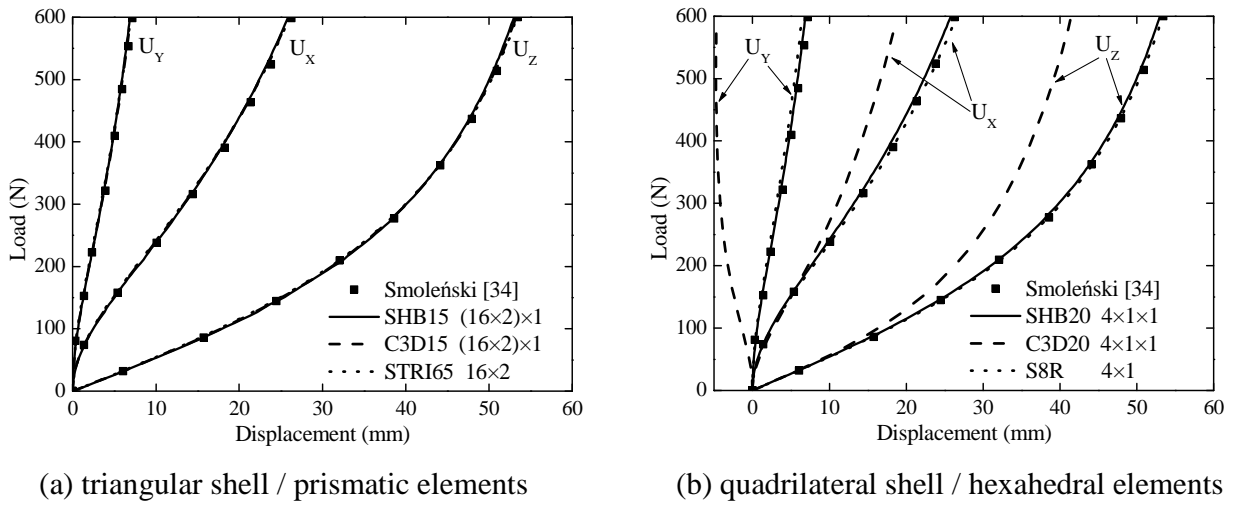 600
500
400
300
200
100
0
Load (N)
U_Y
U_X
U_Z
Smoleński [34]
SHB15 (16×2)×1
C3D15 (16×2)×1
STRI65 16×2
0 10 20 30 40 50 60
Displacement (mm)
(a) triangular shell / prismatic elements
600
500
400
300
200
100
0
Load (N)
U_Y
U_X
U_Z
Smoleński [34]
SHB20 4×1×1
C3D20 4×1×1
S8R 4×1
0 10 20 30 40 50 60
Displacement (mm)
(b) quadrilateral shell / hexahedral elements